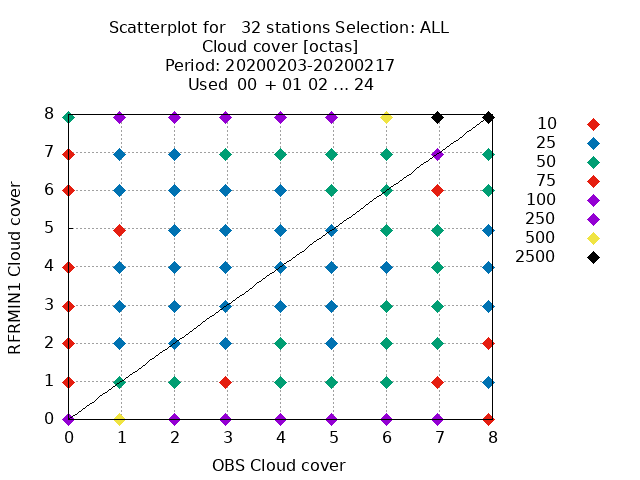 Scatterplot for   32 stations Selection: ALL
Cloud cover [octas]
Period: 20200203-20200217
Used  00 + 01 02 ... 24
8
7
6
5
4
3
2
1
0
RFRMIN1 Cloud cover
0 1 2 3 4 5 6 7 8
OBS Cloud cover
10
25
50
75
100
250
500
2500